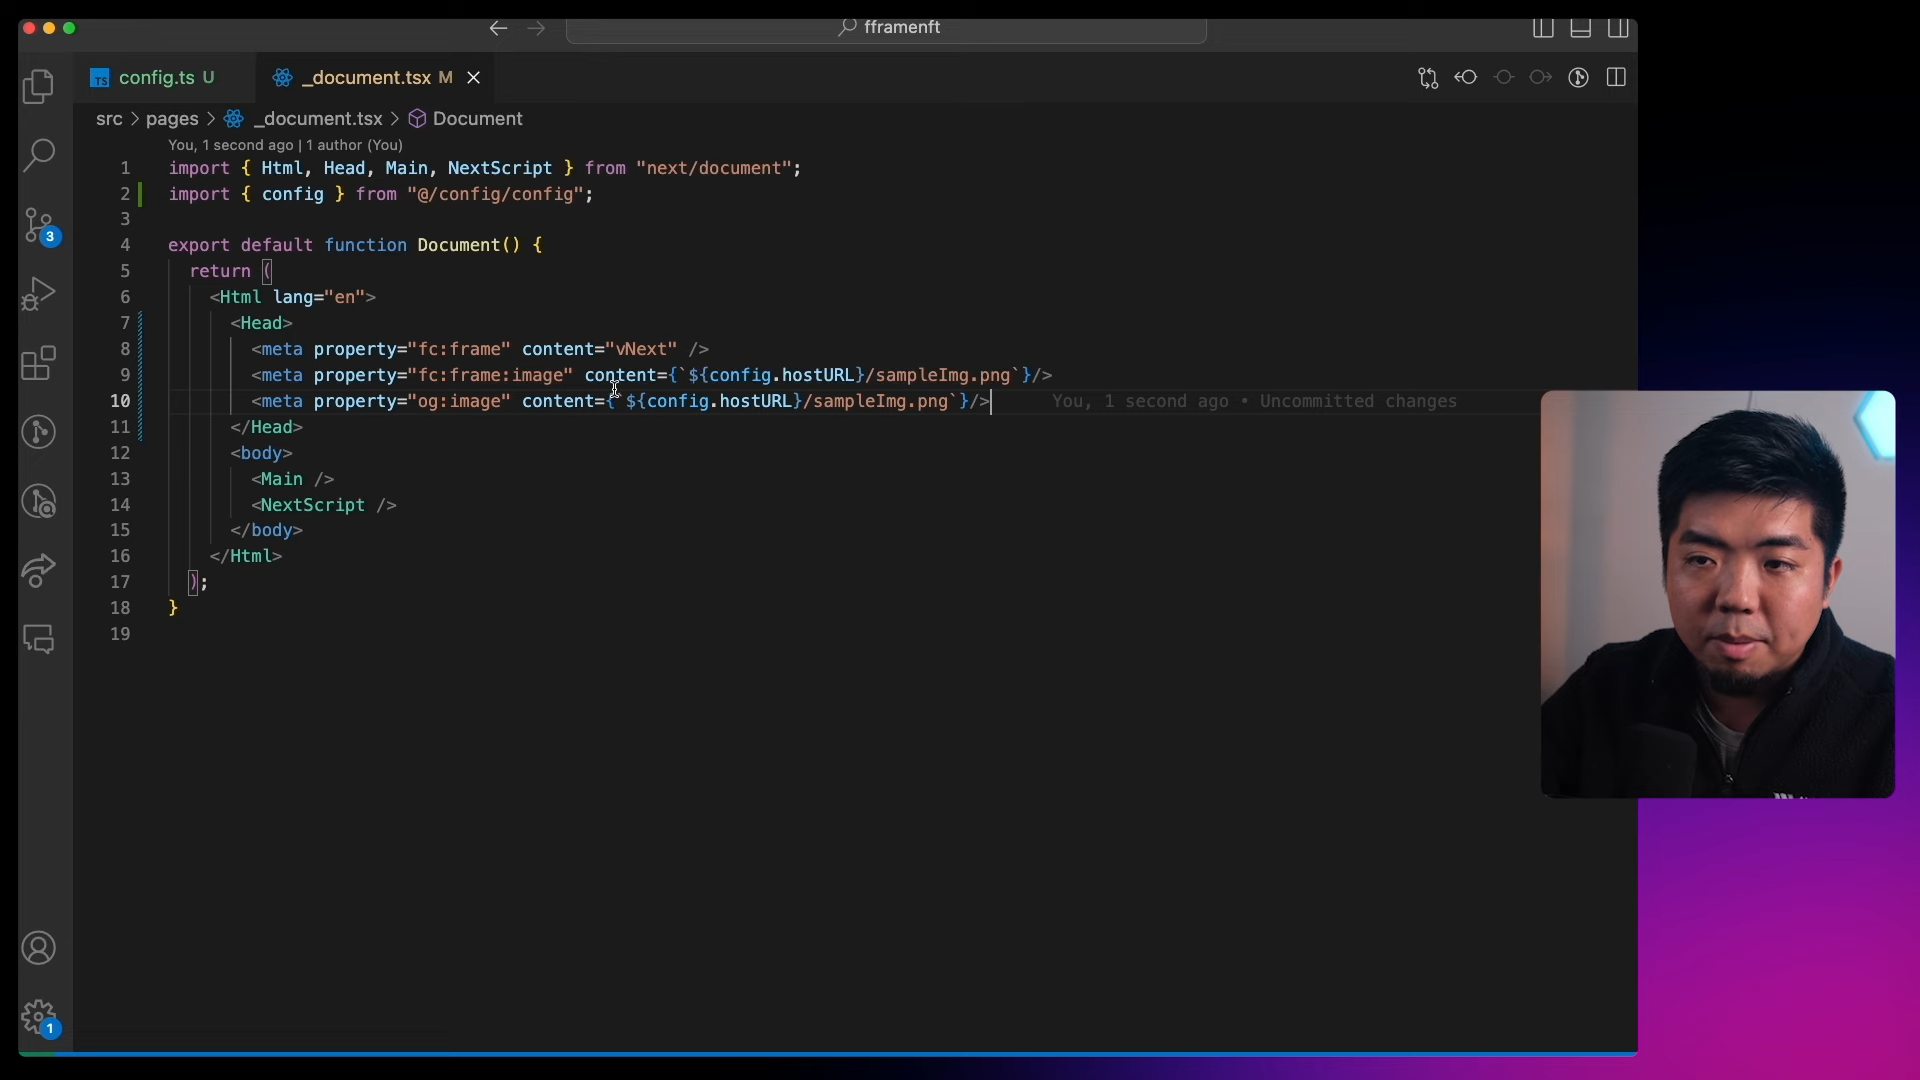 fframenft
config.ts U
_document.tsx M
src > pages > _document.tsx > Document
You, 1 second ago | 1 author (You)
1 import { Html, Head, Main, NextScript } from "next/document";
2 import { config } from "@/config/config";
3
4 export default function Document() {
5 return (
6 <Html lang="en">
7 <Head>
8 <meta property="fc:frame" content="vNext" />
9 <meta property="fc:frame:image" content={`${config.hostURL}/sampleImg.png`}/>
10 <meta property="og:image" content={`${config.hostURL}/sampleImg.png`}/> You, 1 second ago • Uncommitted changes
11 </Head>
12 <body>
13 <Main />
14 <NextScript />
15 </body>
16 </Html>
17 );
18 }
19
3
1